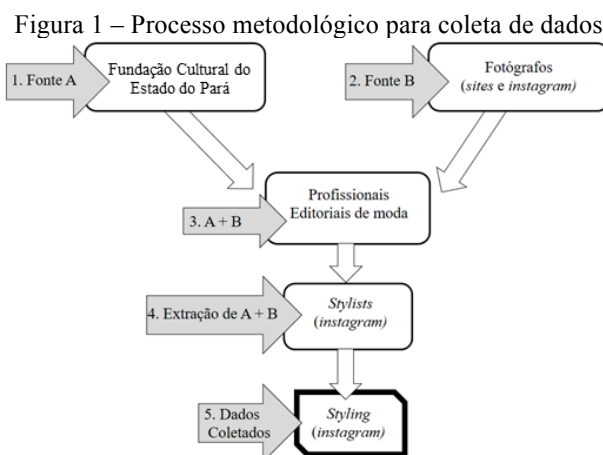 Figura 1 – Processo metodológico para coleta de dados
1. Fonte A
Fundação Cultural do
Estado do Pará
2. Fonte B
Fotógrafos
(sites e instagram)
3. A + B
Profissionais
Editoriais de moda
4. Extração de A + B
Stylists
(instagram)
5. Dados
Coletados
Styling
(instagram)